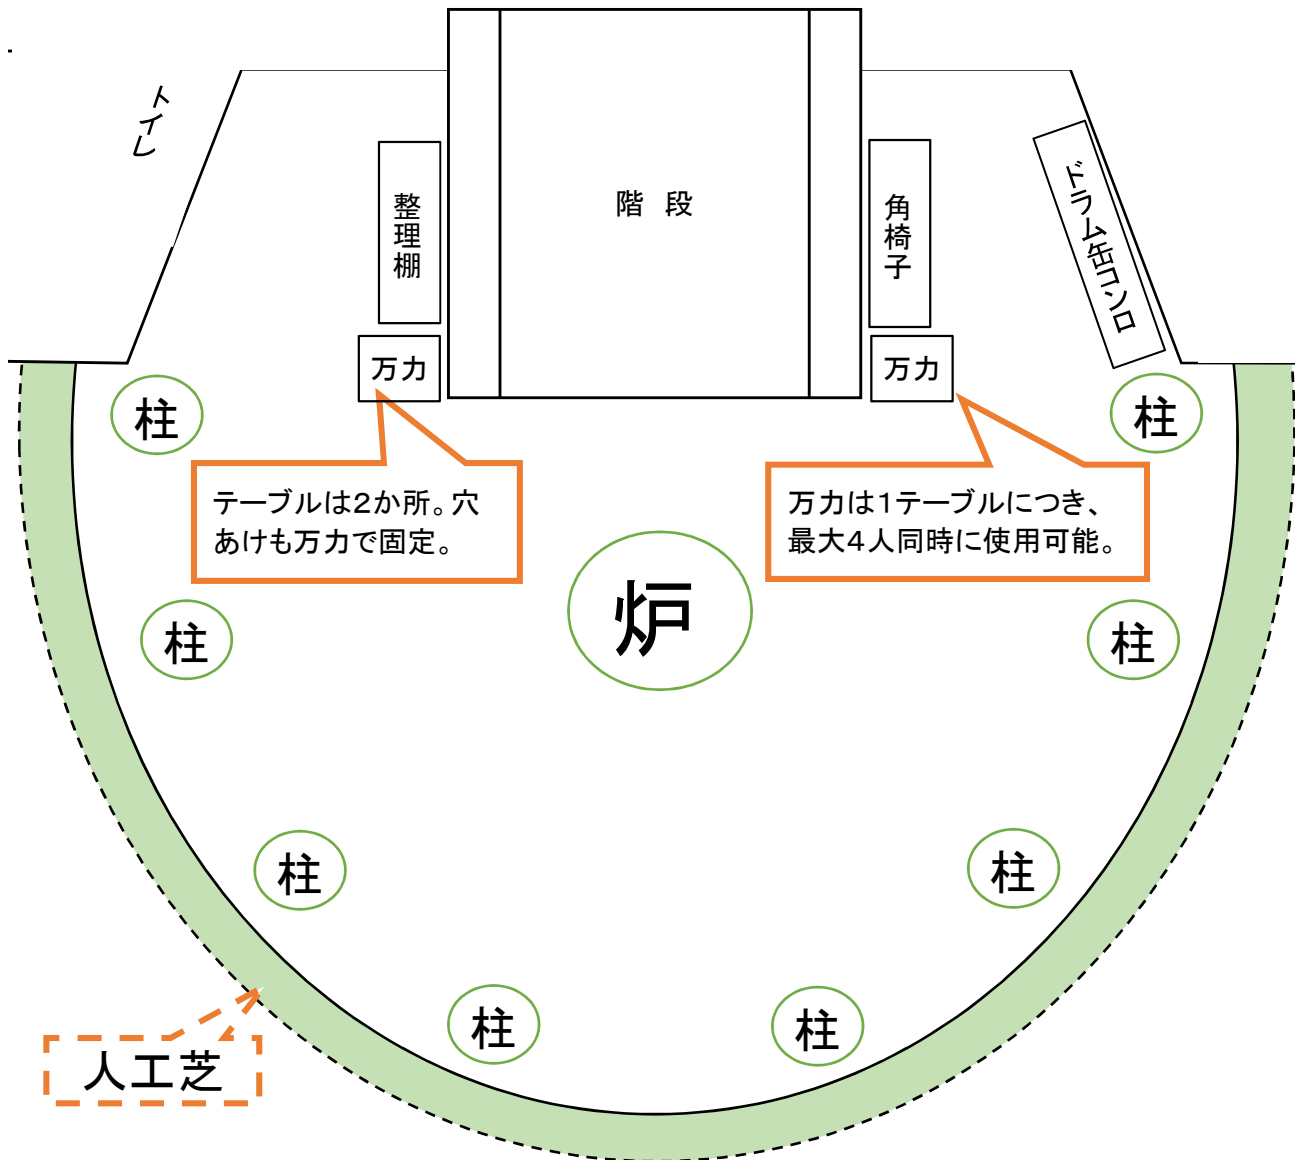 トイレ
整理棚
階 段
角椅子
ドラム缶コンロ
万力
万力
柱
柱
テーブルは2か所。穴
あけも万力で固定。
万力は1テーブルにつき、
最大4人同時に使用可能。
炉
柱
柱
柱
柱
柱
柱
人工芝